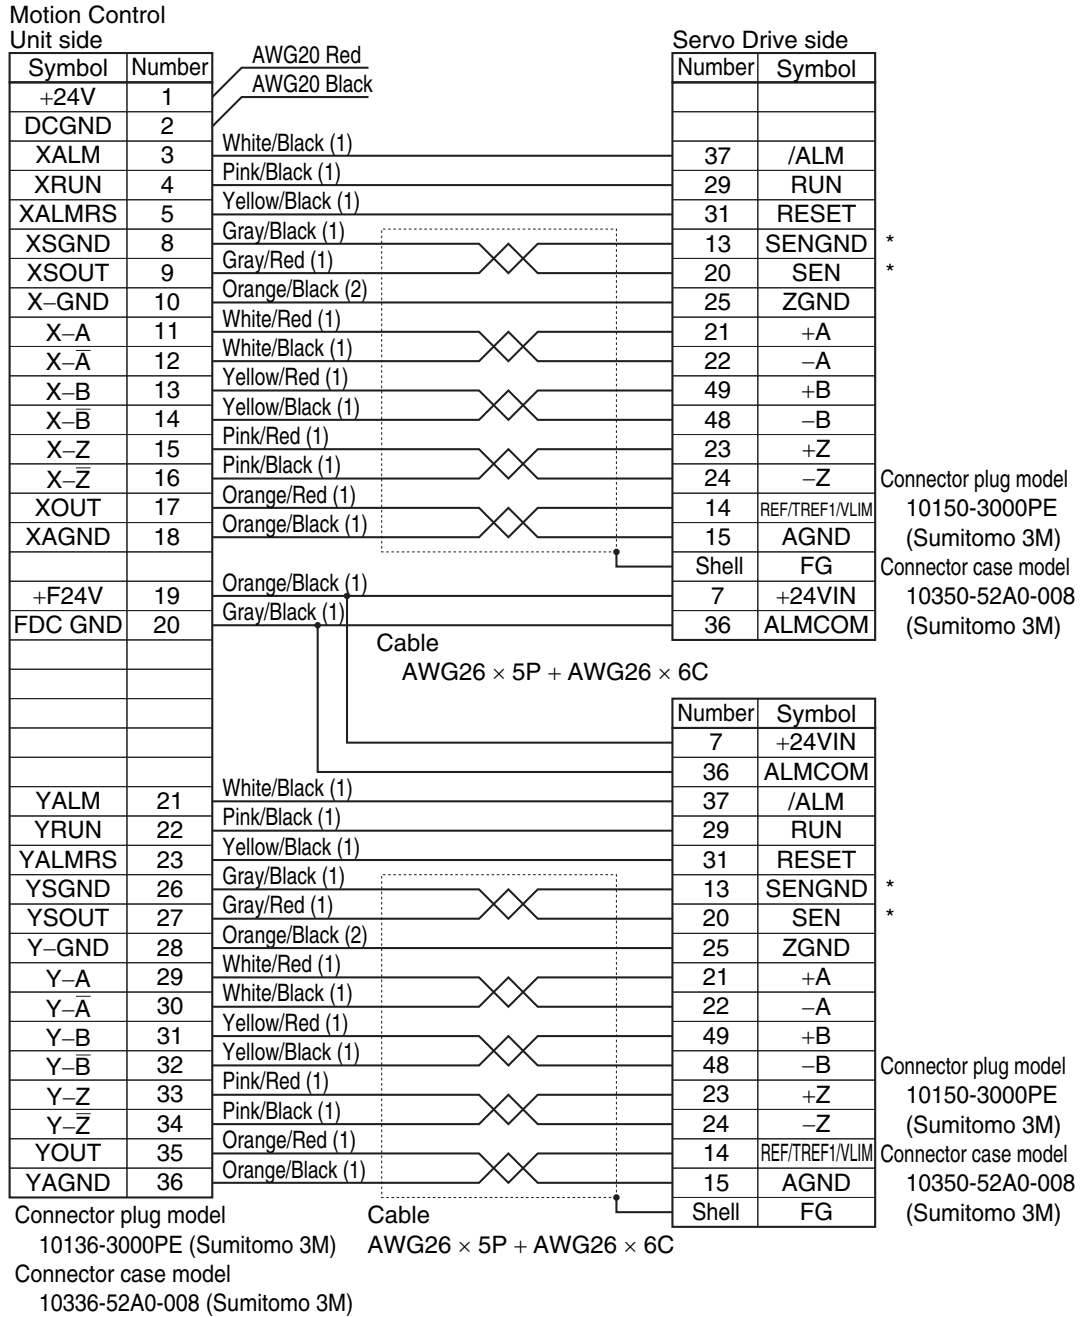 Motion Control
Unit side
Servo Drive side
Symbol Number AWG20 Red Number Symbol
+24V 1 AWG20 Black
DCGND 2
XALM 3 White/Black (1) 37 /ALM
XRUN 4 Pink/Black (1) 29 RUN
XALMRS 5 Yellow/Black (1) 31 RESET
XSGND 8 Gray/Black (1) 13 SENGND *
XSOUT 9 Gray/Red (1) 20 SEN *
X–GND 10 Orange/Black (2) 25 ZGND
X–A 11 White/Red (1) 21 +A
X–A̅ 12 White/Black (1) 22 –A
X–B 13 Yellow/Red (1) 49 +B
X–B̅ 14 Yellow/Black (1) 48 –B
X–Z 15 Pink/Red (1) 23 +Z
X–Z̅ 16 Pink/Black (1) 24 –Z Connector plug model
XOUT 17 Orange/Red (1) 14 REF/TREF1/VLIM 10150-3000PE
XAGND 18 Orange/Black (1) 15 AGND (Sumitomo 3M)
Shell FG Connector case model
+F24V 19 Orange/Black (1) 7 +24VIN 10350-52A0-008
FDC GND 20 Gray/Black (1) 36 ALMCOM (Sumitomo 3M)
Cable
AWG26 × 5P + AWG26 × 6C
Number Symbol
7 +24VIN
36 ALMCOM
YALM 21 White/Black (1) 37 /ALM
YRUN 22 Pink/Black (1) 29 RUN
YALMRS 23 Yellow/Black (1) 31 RESET
YSGND 26 Gray/Black (1) 13 SENGND *
YSOUT 27 Gray/Red (1) 20 SEN *
Y–GND 28 Orange/Black (2) 25 ZGND
Y–A 29 White/Red (1) 21 +A
Y–A̅ 30 White/Black (1) 22 –A
Y–B 31 Yellow/Red (1) 49 +B
Y–B̅ 32 Yellow/Black (1) 48 –B Connector plug model
Y–Z 33 Pink/Red (1) 23 +Z 10150-3000PE
Y–Z̅ 34 Pink/Black (1) 24 –Z (Sumitomo 3M)
YOUT 35 Orange/Red (1) 14 REF/TREF1/VLIM Connector case model
YAGND 36 Orange/Black (1) 15 AGND 10350-52A0-008
Shell FG (Sumitomo 3M)
Connector plug model Cable
10136-3000PE (Sumitomo 3M) AWG26 × 5P + AWG26 × 6C
Connector case model
10336-52A0-008 (Sumitomo 3M)